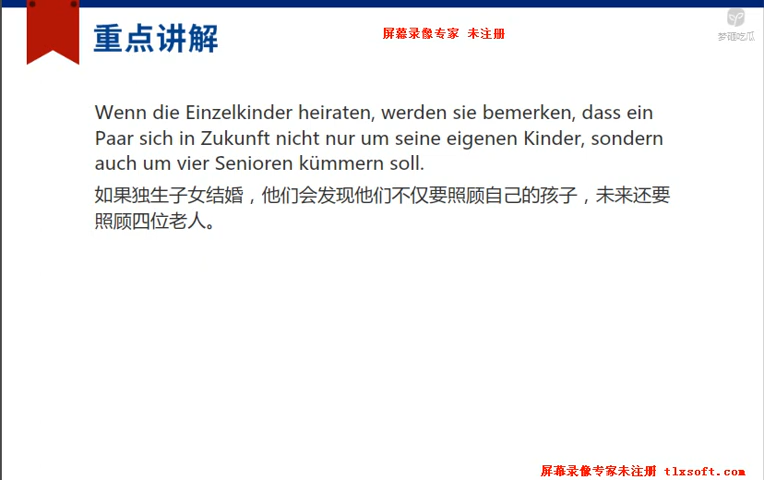 重点讲解
屏幕录像专家 未注册
梦砸吃瓜
Wenn die Einzelkinder heiraten, werden sie bemerken, dass ein
Paar sich in Zukunft nicht nur um seine eigenen Kinder, sondern
auch um vier Senioren kümmern soll.
如果独生子女结婚，他们会发现他们不仅要照顾自己的孩子，未来还要
照顾四位老人。
屏幕录像专家未注册 tlxsoft.com